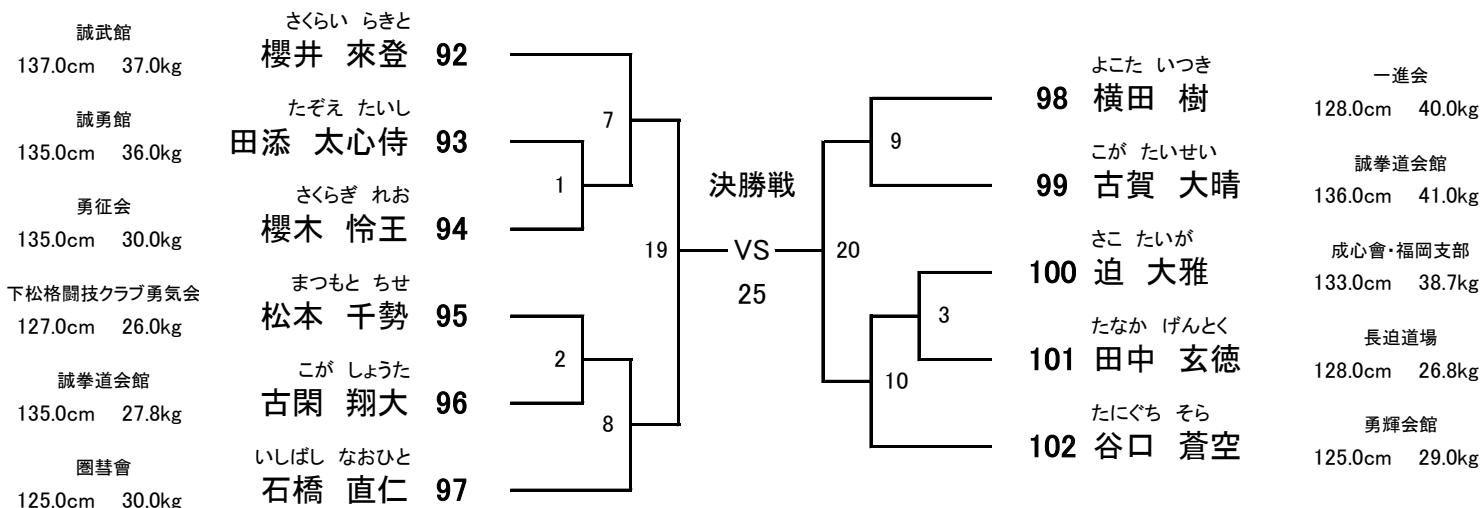 誠武館
137.0cm 37.0kg
さくらい らきと
櫻井 來登 92
誠勇館
135.0cm 36.0kg
たぞえ たいし
田添 太心侍 93
勇征会
135.0cm 30.0kg
さくらぎ れお
櫻木 怜王 94
下松格闘技クラブ勇気会
127.0cm 26.0kg
まつもと ちせ
松本 千勢 95
誠拳道会館
135.0cm 27.8kg
こが しょうた
古閑 翔大 96
圏彗會
125.0cm 30.0kg
いしばし なおひと
石橋 直仁 97
7
1
19
2
8
決勝戦
VS
25
9
20
3
10
よこた いつき
98 横田 樹
一進会
128.0cm 40.0kg
こが たいせい
99 古賀 大晴
誠拳道会館
136.0cm 41.0kg
さこ たいが
100 迫 大雅
成心會・福岡支部
133.0cm 38.7kg
たなか げんとく
101 田中 玄徳
長迫道場
128.0cm 26.8kg
たにぐち そら
102 谷口 蒼空
勇輝会館
125.0cm 29.0kg